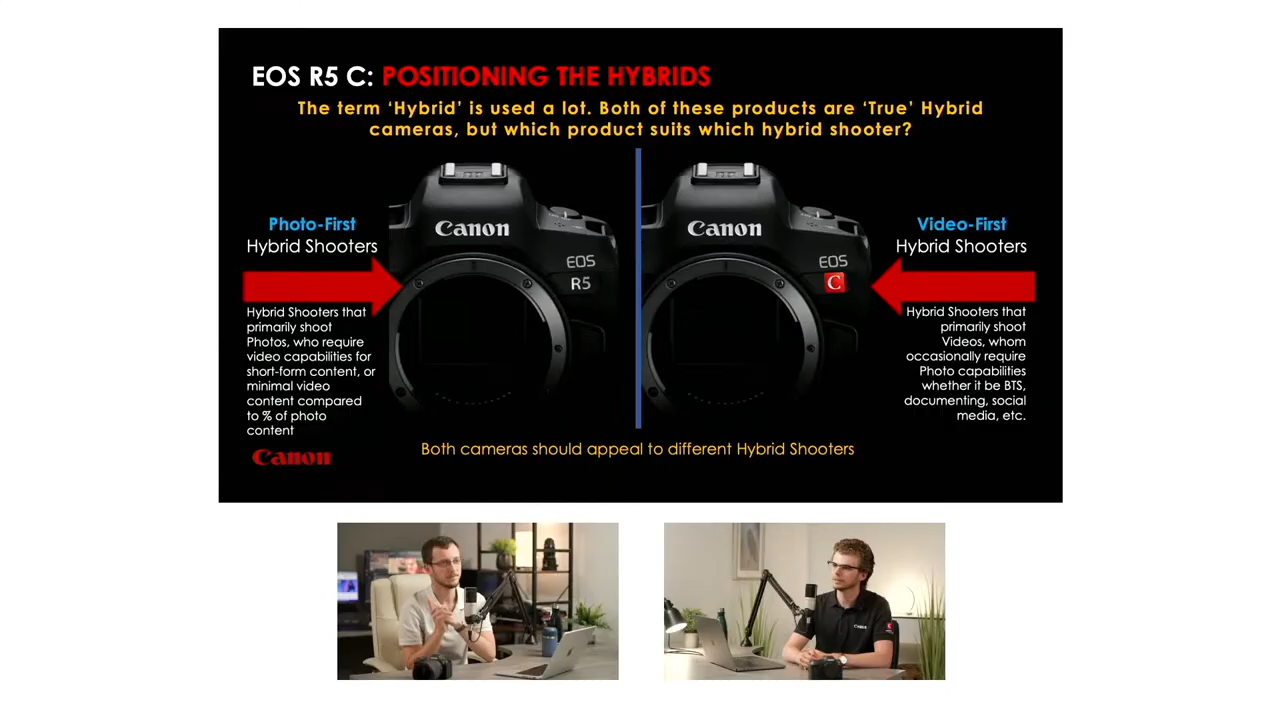 EOS R5 C: POSITIONING THE HYBRIDS
The term ‘Hybrid’ is used a lot. Both of these products are ‘True’ Hybrid
cameras, but which product suits which hybrid shooter?
Photo-First
Hybrid Shooters
Hybrid Shooters that
primarily shoot
Photos, who require
video capabilities for
short-form content, or
minimal video
content compared
to % of photo
content
Canon
Canon
EOS
R5
Canon
EOS
C
Video-First
Hybrid Shooters
Hybrid Shooters that
primarily shoot
Videos, whom
occasionally require
Photo capabilities
whether it be BTS,
documenting, social
media, etc.
Both cameras should appeal to different Hybrid Shooters
Canon